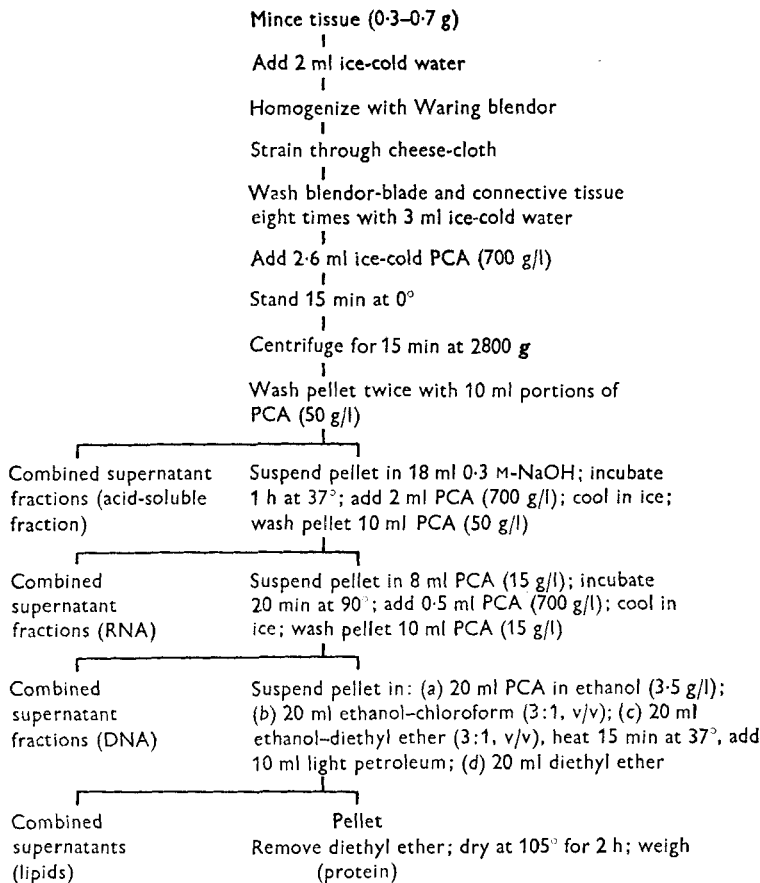 Mince tissue (0·3–0·7 g)
Add 2 ml ice-cold water
Homogenize with Waring blendor
Strain through cheese-cloth
Wash blendor-blade and connective tissue
eight times with 3 ml ice-cold water
Add 2·6 ml ice-cold PCA (700 g/l)
Stand 15 min at 0°
Centrifuge for 15 min at 2800 g
Wash pellet twice with 10 ml portions of
PCA (50 g/l)
Combined supernatant
fractions (acid-soluble
fraction)
Suspend pellet in 18 ml 0·3 M-NaOH; incubate
1 h at 37°; add 2 ml PCA (700 g/l); cool in ice;
wash pellet 10 ml PCA (50 g/l)
Combined
supernatant
fractions (RNA)
Suspend pellet in 8 ml PCA (15 g/l); incubate
20 min at 90°; add 0·5 ml PCA (700 g/l); cool in
ice; wash pellet 10 ml PCA (15 g/l)
Combined
supernatant
fractions (DNA)
Suspend pellet in: (a) 20 ml PCA in ethanol (3·5 g/l);
(b) 20 ml ethanol–chloroform (3:1, v/v); (c) 20 ml
ethanol–diethyl ether (3:1, v/v), heat 15 min at 37°, add
10 ml light petroleum; (d) 20 ml diethyl ether
Combined
supernatants
(lipids)
Pellet
Remove diethyl ether; dry at 105° for 2 h; weigh
(protein)